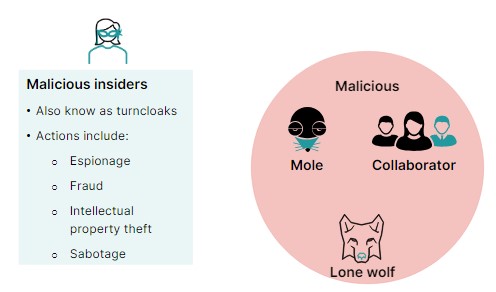 Malicious insiders
• Also know as turncloaks
• Actions include:
o Espionage
o Fraud
o Intellectual
property theft
o Sabotage
Malicious
Mole
Collaborator
Lone wolf